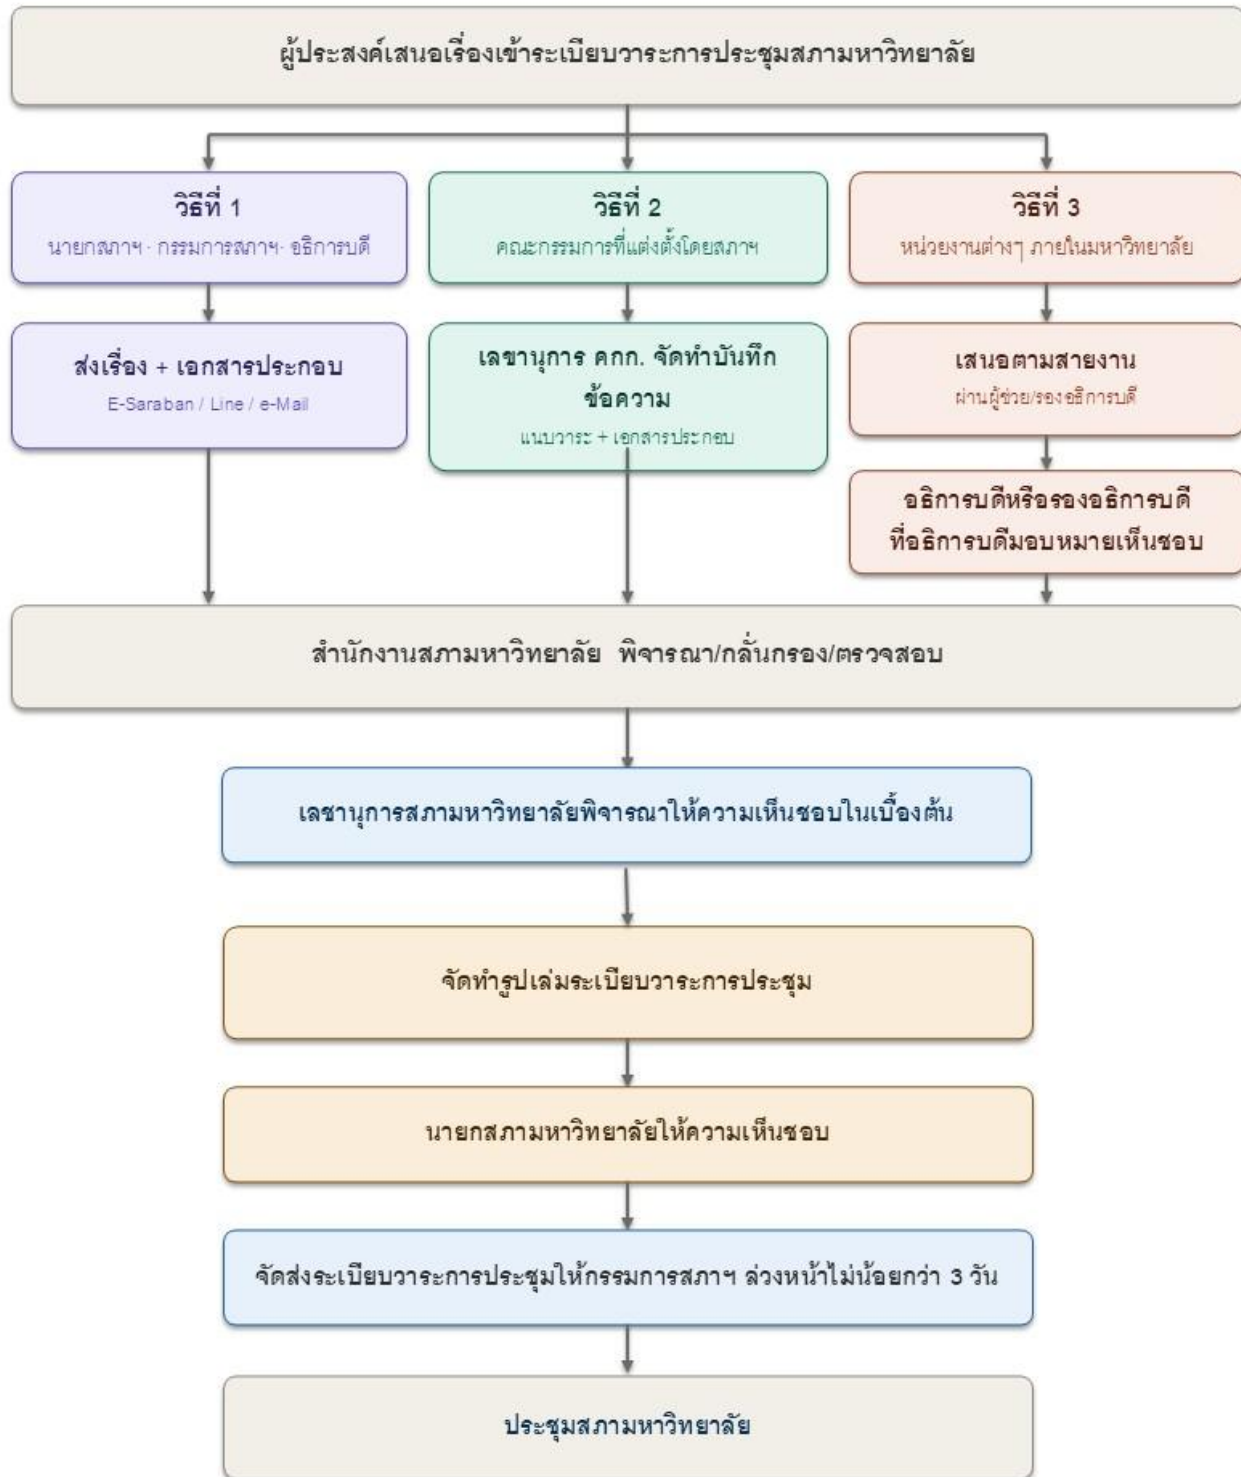 ผู้ประสงค์เสนอเรื่องเข้าระเบียบวาระการประชุมสภามหาวิทยาลัย
วิธีที่ 1
นายกสภาฯ · กรรมการสภาฯ · อธิการบดี
ส่งเรื่อง + เอกสารประกอบ
E-Saraban / Line / e-Mail
วิธีที่ 2
คณะกรรมการที่แต่งตั้งโดยสภาฯ
เลขานุการ คกก. จัดทำบันทึก
ข้อความ
แนบวาระ + เอกสารประกอบ
วิธีที่ 3
หน่วยงานต่างๆ ภายในมหาวิทยาลัย
เสนอตามสายงาน
ผ่านผู้ช่วย/รองอธิการบดี
อธิการบดีหรือรองอธิการบดี
ที่อธิการบดีมอบหมายเห็นชอบ
สำนักงานสภามหาวิทยาลัย พิจารณา/กลั่นกรอง/ตรวจสอบ
เลขานุการสภามหาวิทยาลัยพิจารณาให้ความเห็นชอบในเบื้องต้น
จัดทำรูปเล่มระเบียบวาระการประชุม
นายกสภามหาวิทยาลัยให้ความเห็นชอบ
จัดส่งระเบียบวาระการประชุมให้กรรมการสภาฯ ล่วงหน้าไม่น้อยกว่า 3 วัน
ประชุมสภามหาวิทยาลัย